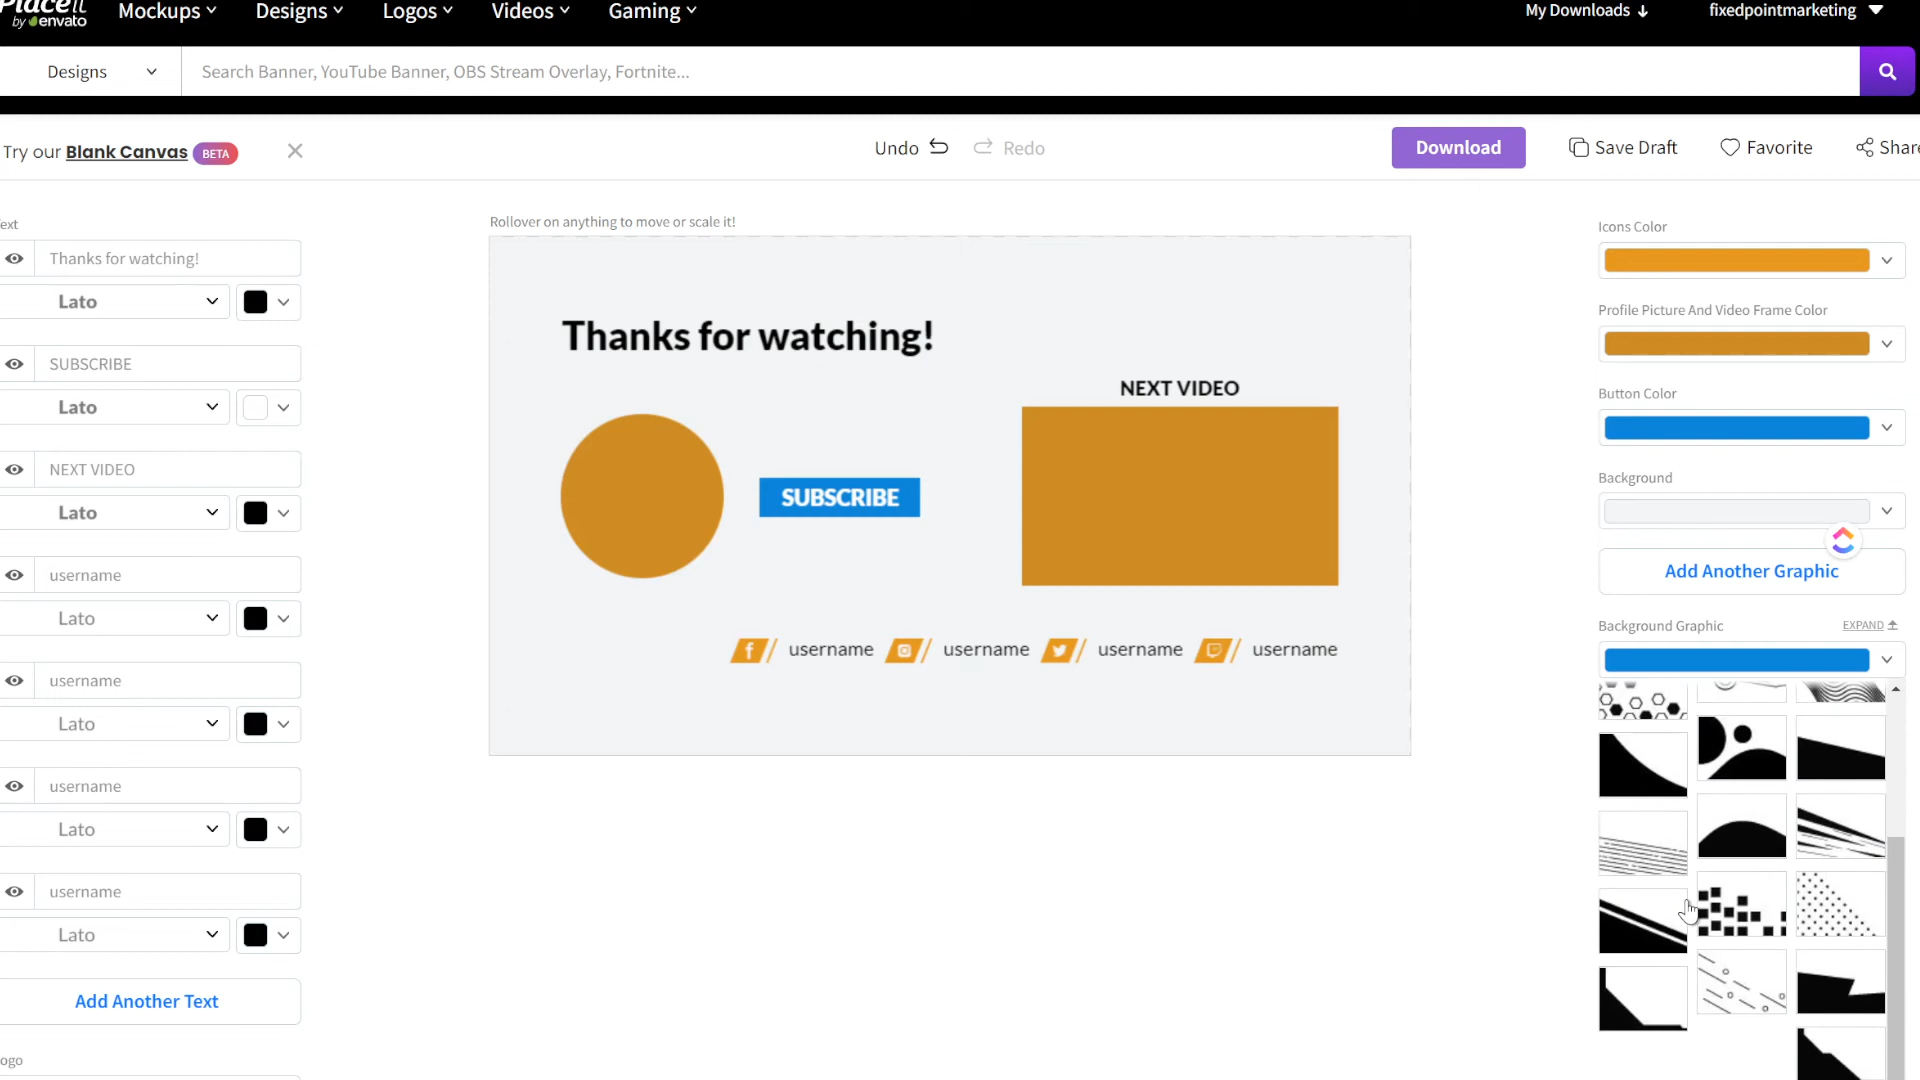 Placeit
by envato
Mockups
Designs
Logos
Videos
Gaming
My Downloads
fixedpointmarketing
Designs
Search Banner, YouTube Banner, OBS Stream Overlay, Fortnite...
Try our Blank Canvas BETA
Undo
Redo
Download
Save Draft
Favorite
Share
ext
Thanks for watching!
Lato
SUBSCRIBE
Lato
NEXT VIDEO
Lato
username
Lato
username
Lato
username
Lato
username
Lato
Add Another Text
ogo
Rollover on anything to move or scale it!
Thanks for watching!
NEXT VIDEO
SUBSCRIBE
username username username username
Icons Color
Profile Picture And Video Frame Color
Button Color
Background
Add Another Graphic
Background Graphic EXPAND